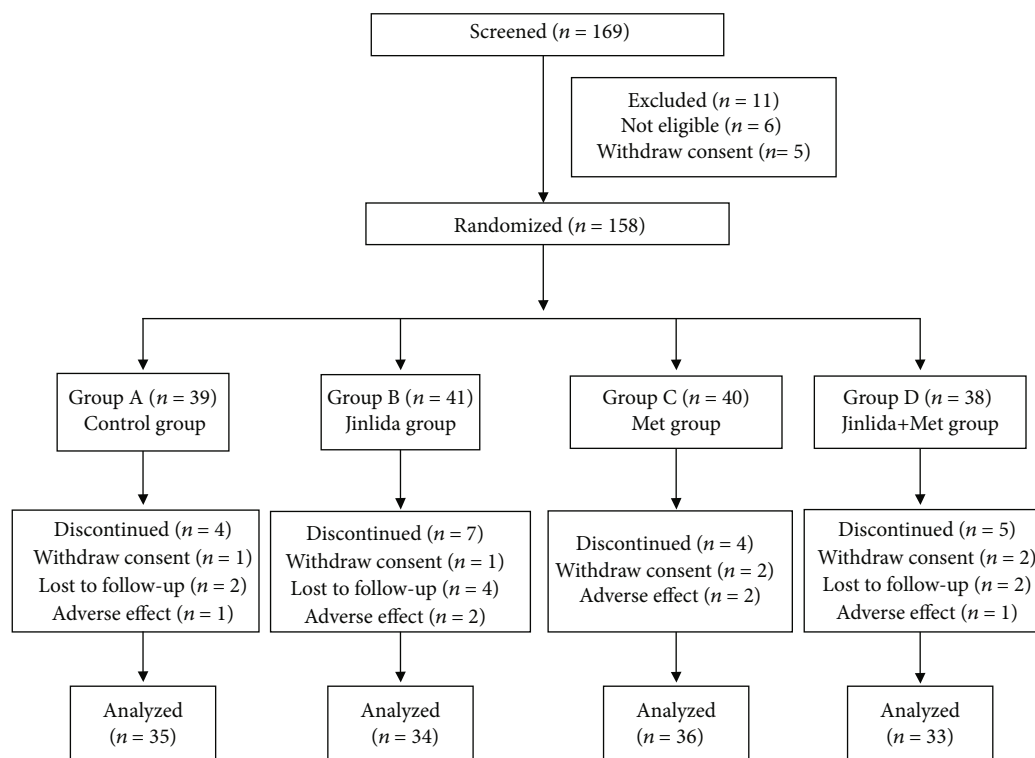 Screened (n = 169)
Excluded (n = 11)
Not eligible (n = 6)
Withdraw consent (n= 5)
Randomized (n = 158)
Group A (n = 39)
Control group
Group B (n = 41)
Jinlida group
Group C (n = 40)
Met group
Group D (n = 38)
Jinlida+Met group
Discontinued (n = 4)
Withdraw consent (n = 1)
Lost to follow-up (n = 2)
Adverse effect (n = 1)
Discontinued (n = 7)
Withdraw consent (n = 1)
Lost to follow-up (n = 4)
Adverse effect (n = 2)
Discontinued (n = 4)
Withdraw consent (n = 2)
Adverse effect (n = 2)
Discontinued (n = 5)
Withdraw consent (n = 2)
Lost to follow-up (n = 2)
Adverse effect (n = 1)
Analyzed
(n = 35)
Analyzed
(n = 34)
Analyzed
(n = 36)
Analyzed
(n = 33)